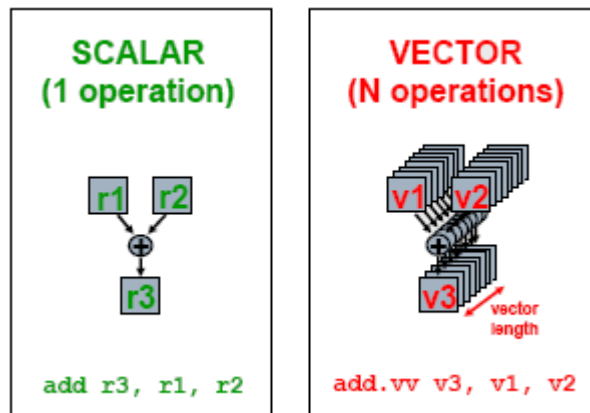 SCALAR
(1 operation)
r1 r2
+
r3
add r3, r1, r2
VECTOR
(N operations)
v1 v2
+
v3
vector
length
add.vv v3, v1, v2